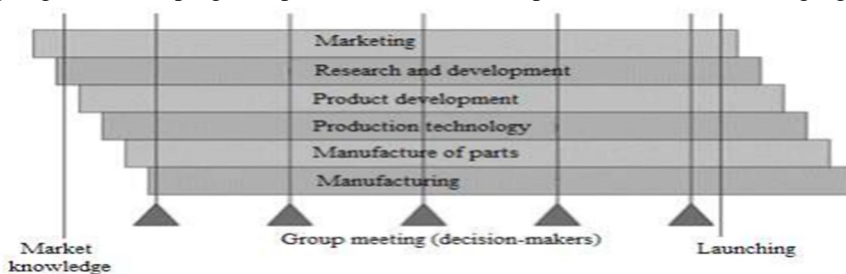 Marketing
Research and development
Product development
Production technology
Manufacture of parts
Manufacturing
Group meeting (decision-makers)
Market
knowledge
Launching